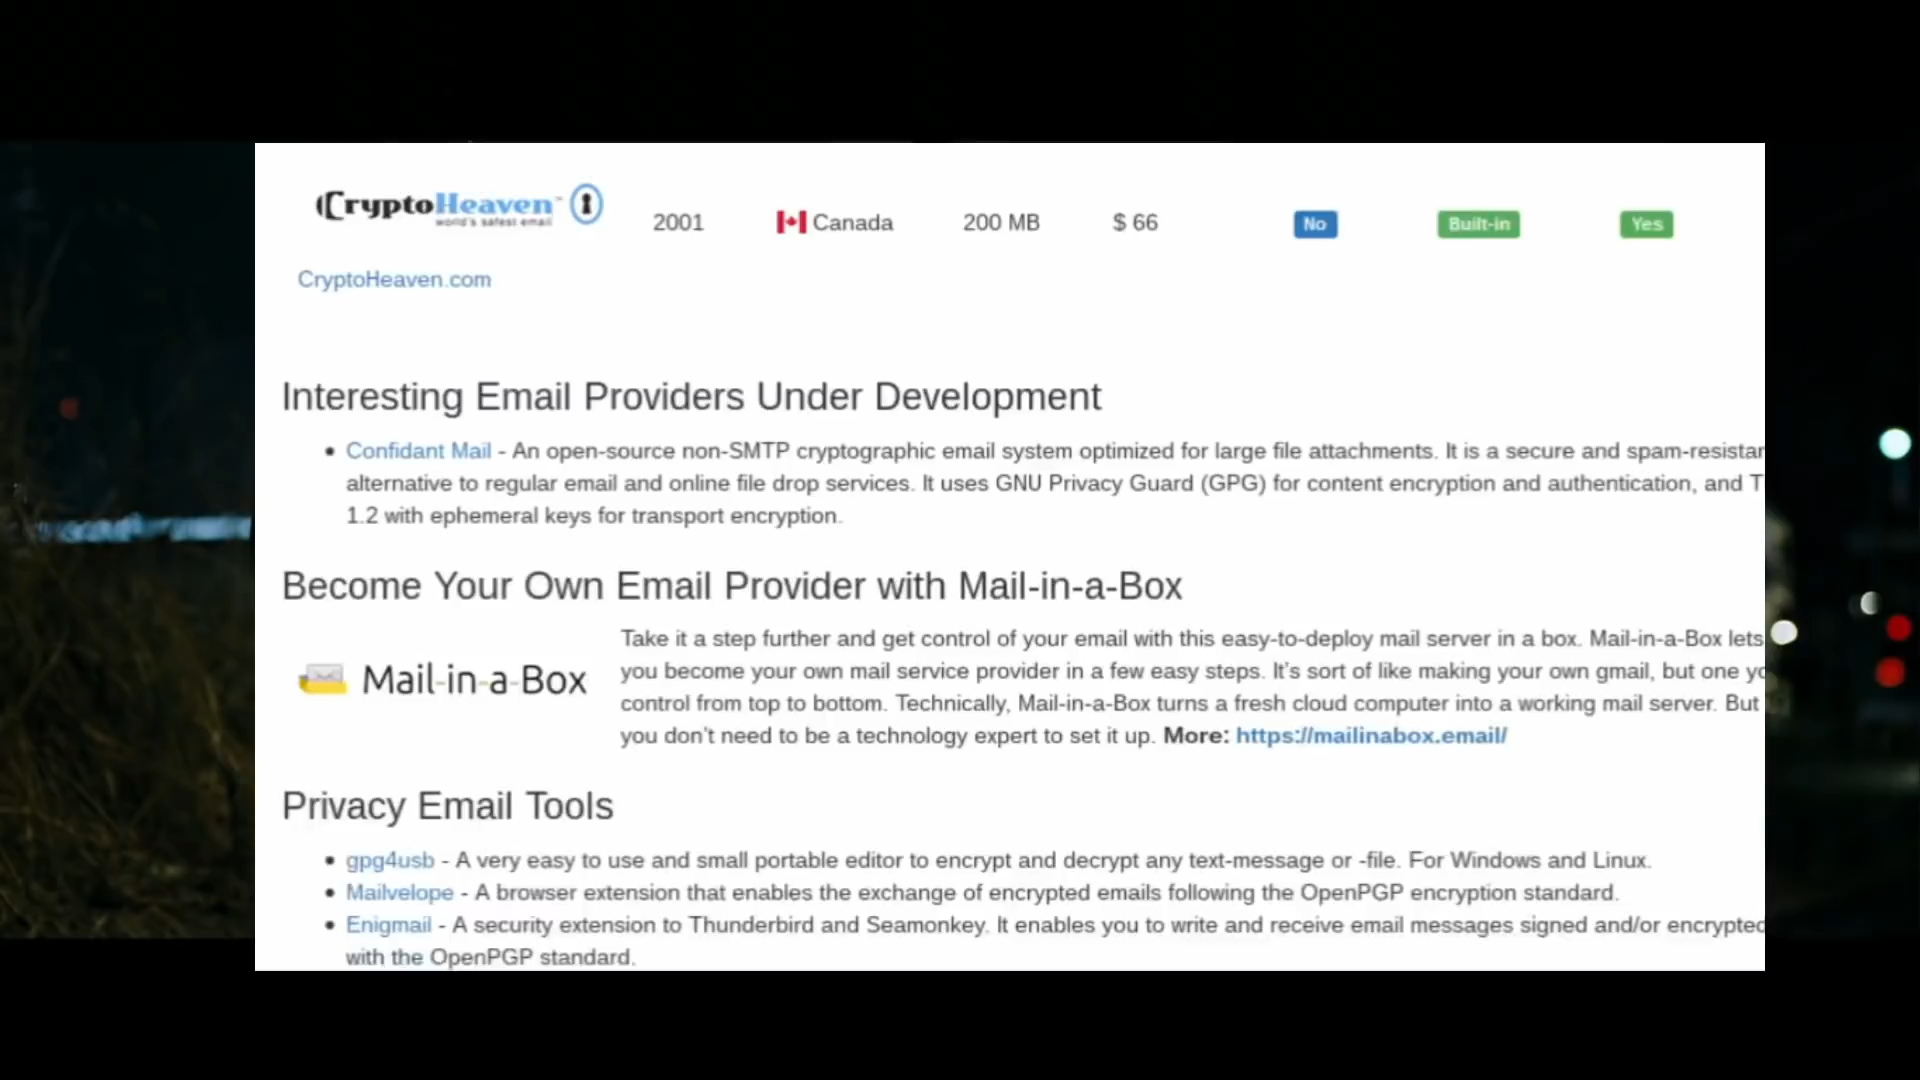 CryptoHeaven™
world's safest email
2001 Canada 200 MB $ 66 No Built-in Yes
CryptoHeaven.com
Interesting Email Providers Under Development
• Confidant Mail - An open-source non-SMTP cryptographic email system optimized for large file attachments. It is a secure and spam-resistan
alternative to regular email and online file drop services. It uses GNU Privacy Guard (GPG) for content encryption and authentication, and T
1.2 with ephemeral keys for transport encryption.
Become Your Own Email Provider with Mail-in-a-Box
Mail-in-a-Box
Take it a step further and get control of your email with this easy-to-deploy mail server in a box. Mail-in-a-Box lets
you become your own mail service provider in a few easy steps. It’s sort of like making your own gmail, but one yo
control from top to bottom. Technically, Mail-in-a-Box turns a fresh cloud computer into a working mail server. But
you don’t need to be a technology expert to set it up. More: https://mailinabox.email/
Privacy Email Tools
• gpg4usb - A very easy to use and small portable editor to encrypt and decrypt any text-message or -file. For Windows and Linux.
• Mailvelope - A browser extension that enables the exchange of encrypted emails following the OpenPGP encryption standard.
• Enigmail - A security extension to Thunderbird and Seamonkey. It enables you to write and receive email messages signed and/or encrypted
with the OpenPGP standard.